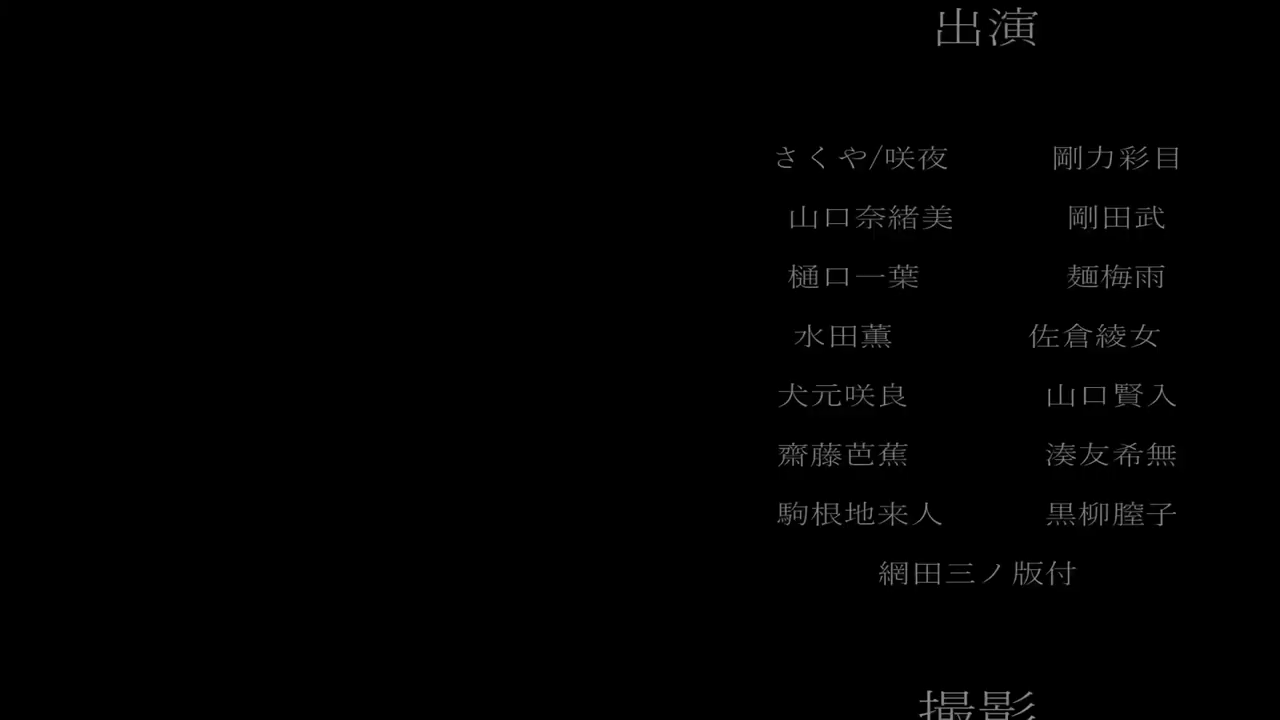 出演
さくや/咲夜 剛力彩目
山口奈緒美 剛田武
樋口一葉 麺梅雨
水田薫 佐倉綾女
犬元咲良 山口賢入
齋藤芭蕉 湊友希無
駒根地来人 黒柳膣子
網田三ノ版付
撮影